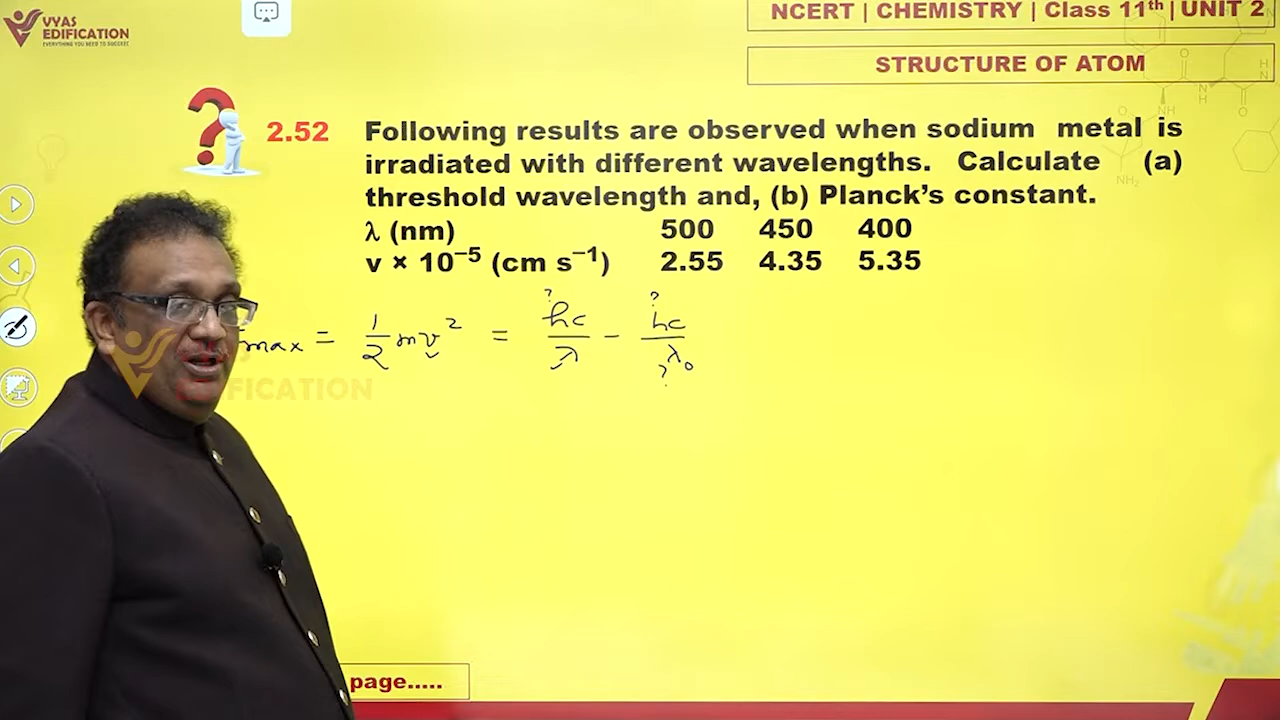 VYAS
EDIFICATION
EVERYTHING YOU NEED TO SUCCEED
NCERT | CHEMISTRY | Class 11th | UNIT 2
STRUCTURE OF ATOM
2.52 Following results are observed when sodium metal is
irradiated with different wavelengths. Calculate (a)
threshold wavelength and, (b) Planck’s constant.
λ (nm) 500 450 400
v × 10⁻⁵ (cm s⁻¹) 2.55 4.35 5.35
? ?
max = 1/2 mv² = hc/λ − hc/λ₀
?
EDIFICATION
page.....